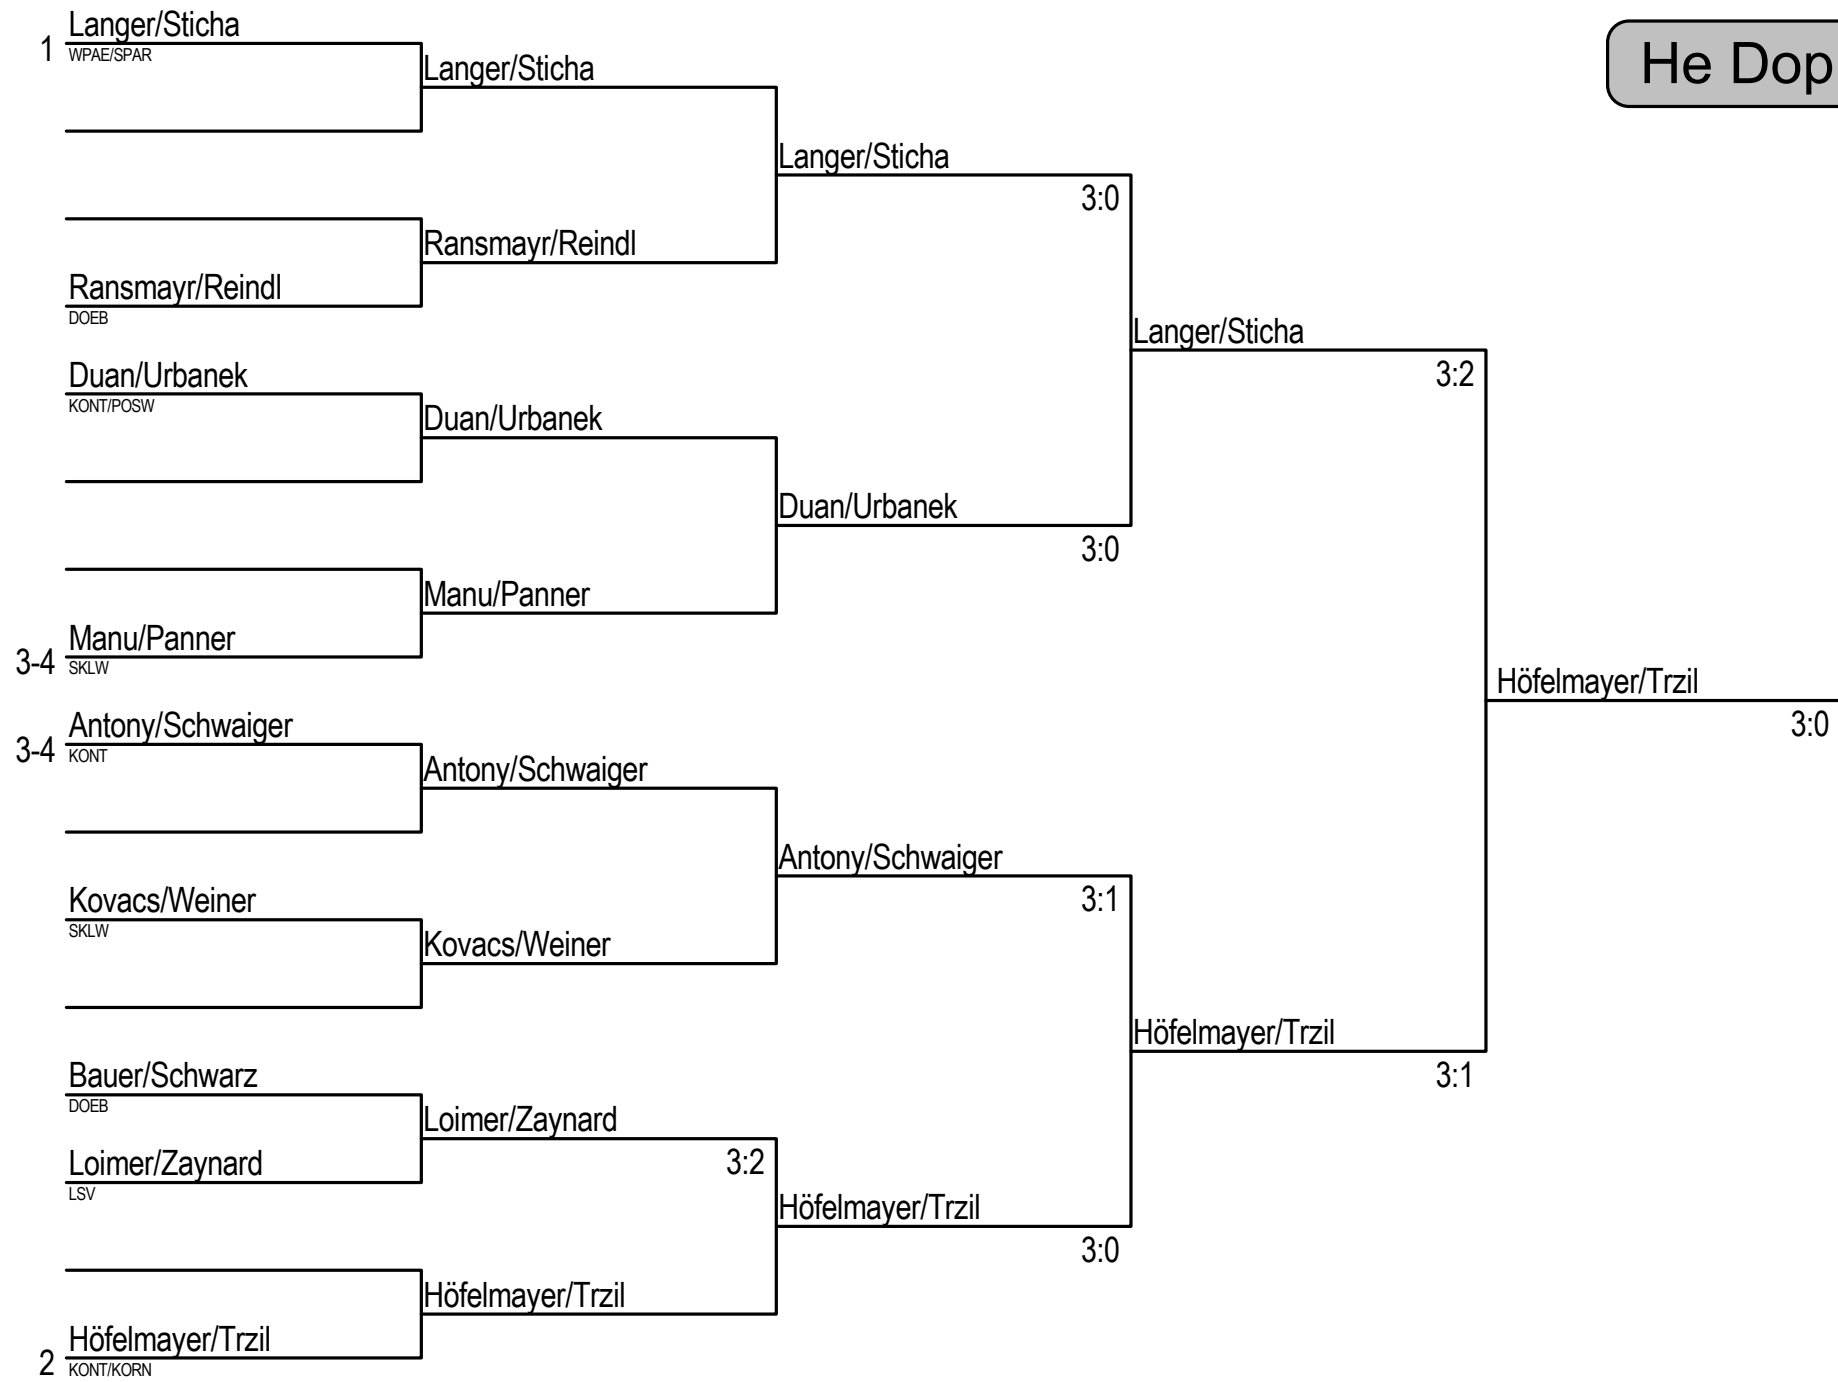 He Dop
1 Langer/Sticha
WPAE/SPAR
Langer/Sticha
Langer/Sticha
3:0
Ransmayr/Reindl
Ransmayr/Reindl
DOEB
Langer/Sticha
3:2
Duan/Urbanek
KONT/POSW
Duan/Urbanek
Duan/Urbanek
3:0
Manu/Panner
3-4 Manu/Panner
SKLW
Höfelmayer/Trzil
3:0
3-4 Antony/Schwaiger
KONT
Antony/Schwaiger
Antony/Schwaiger
3:1
Kovacs/Weiner
SKLW
Kovacs/Weiner
Höfelmayer/Trzil
3:1
Bauer/Schwarz
DOEB
Loimer/Zaynard
3:2
Loimer/Zaynard
LSV
Höfelmayer/Trzil
3:0
Höfelmayer/Trzil
2 Höfelmayer/Trzil
KONT/KORN